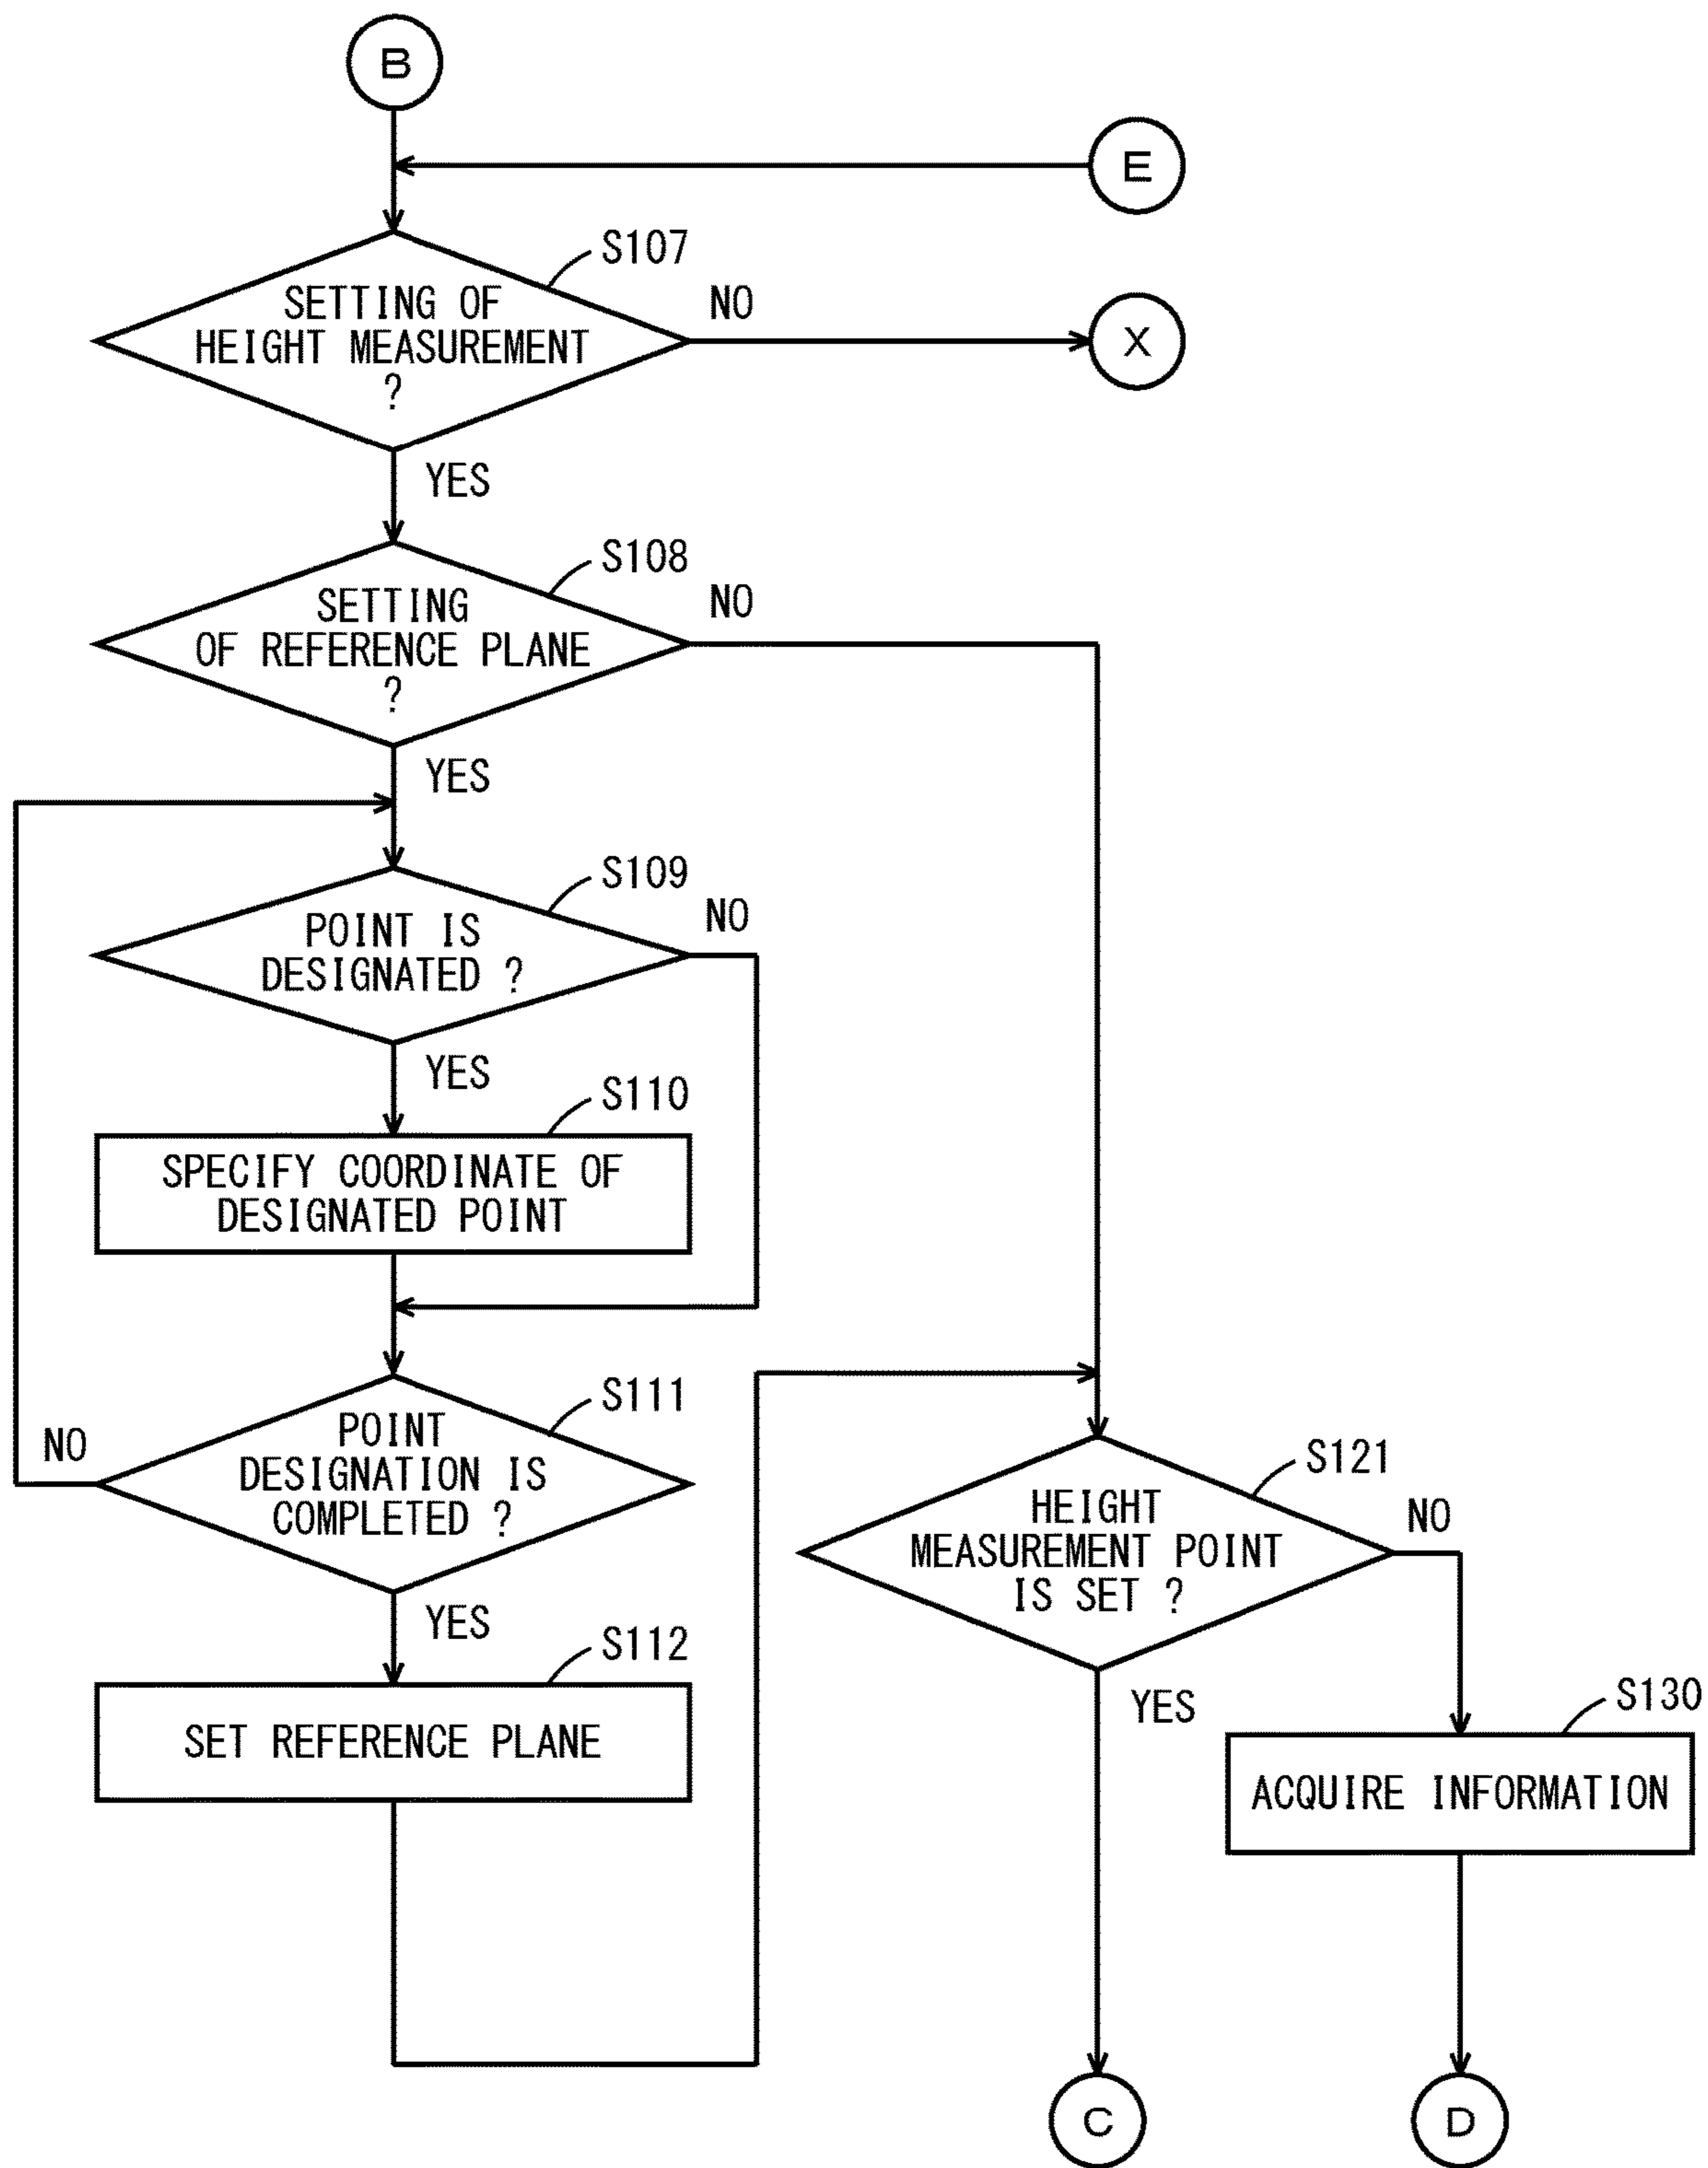 B
E
S107
SETTING OF
HEIGHT MEASUREMENT
?
NO
X
YES
S108
SETTING
OF REFERENCE PLANE
?
NO
YES
S109
POINT IS
DESIGNATED ?
NO
YES
S110
SPECIFY COORDINATE OF
DESIGNATED POINT
S111
POINT
DESIGNATION IS
COMPLETED ?
NO
YES
S112
SET REFERENCE PLANE
S121
HEIGHT
MEASUREMENT POINT
IS SET ?
NO
YES
S130
ACQUIRE INFORMATION
C
D